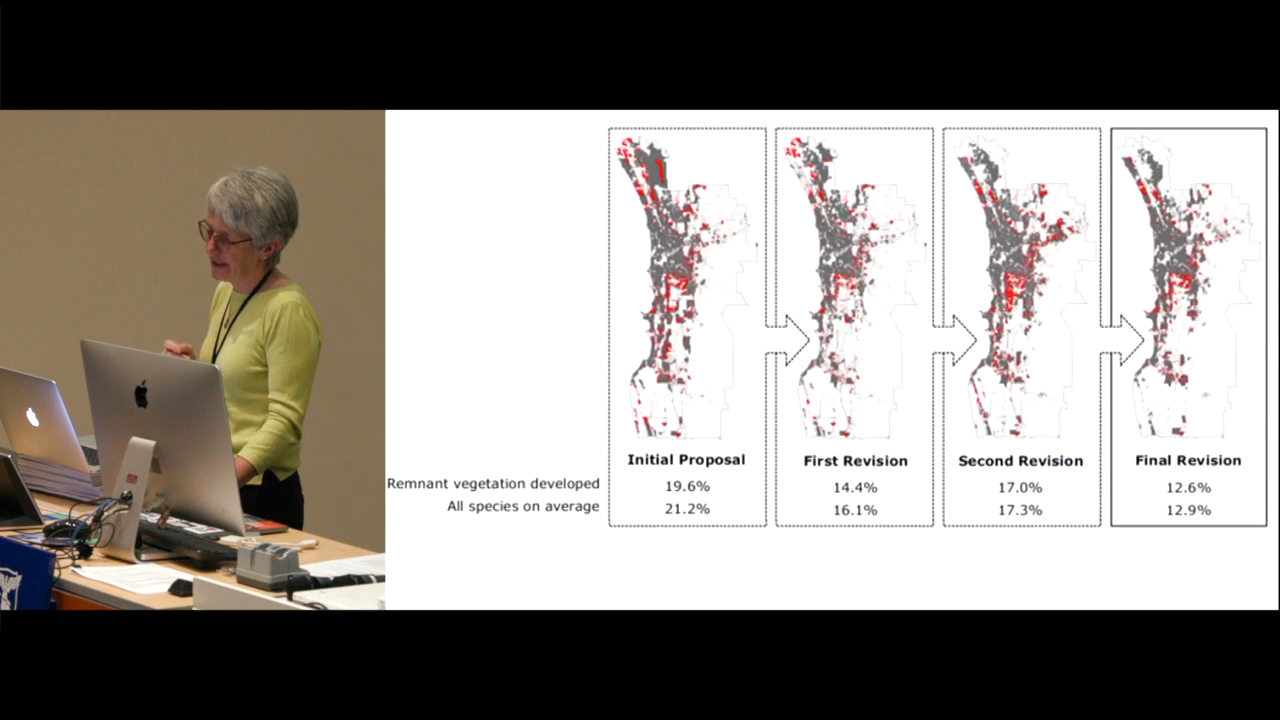 Initial Proposal First Revision Second Revision Final Revision
Remnant vegetation developed 19.6% 14.4% 17.0% 12.6%
All species on average 21.2% 16.1% 17.3% 12.9%